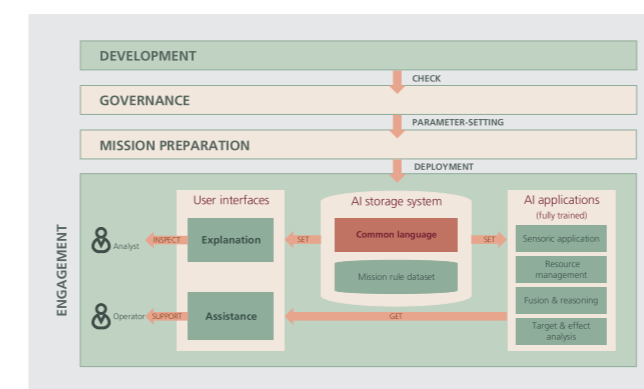 DEVELOPMENT
CHECK
GOVERNANCE
PARAMETER-SETTING
MISSION PREPARATION
DEPLOYMENT
ENGAGEMENT
User interfaces
AI storage system
AI applications
(fully trained)
Analyst
INSPECT
Explanation
SET
Common language
SET
Sensoric application
Mission rule dataset
Resource
management
Operator
SUPPORT
Assistance
GET
Fusion & reasoning
Target & effect
analysis